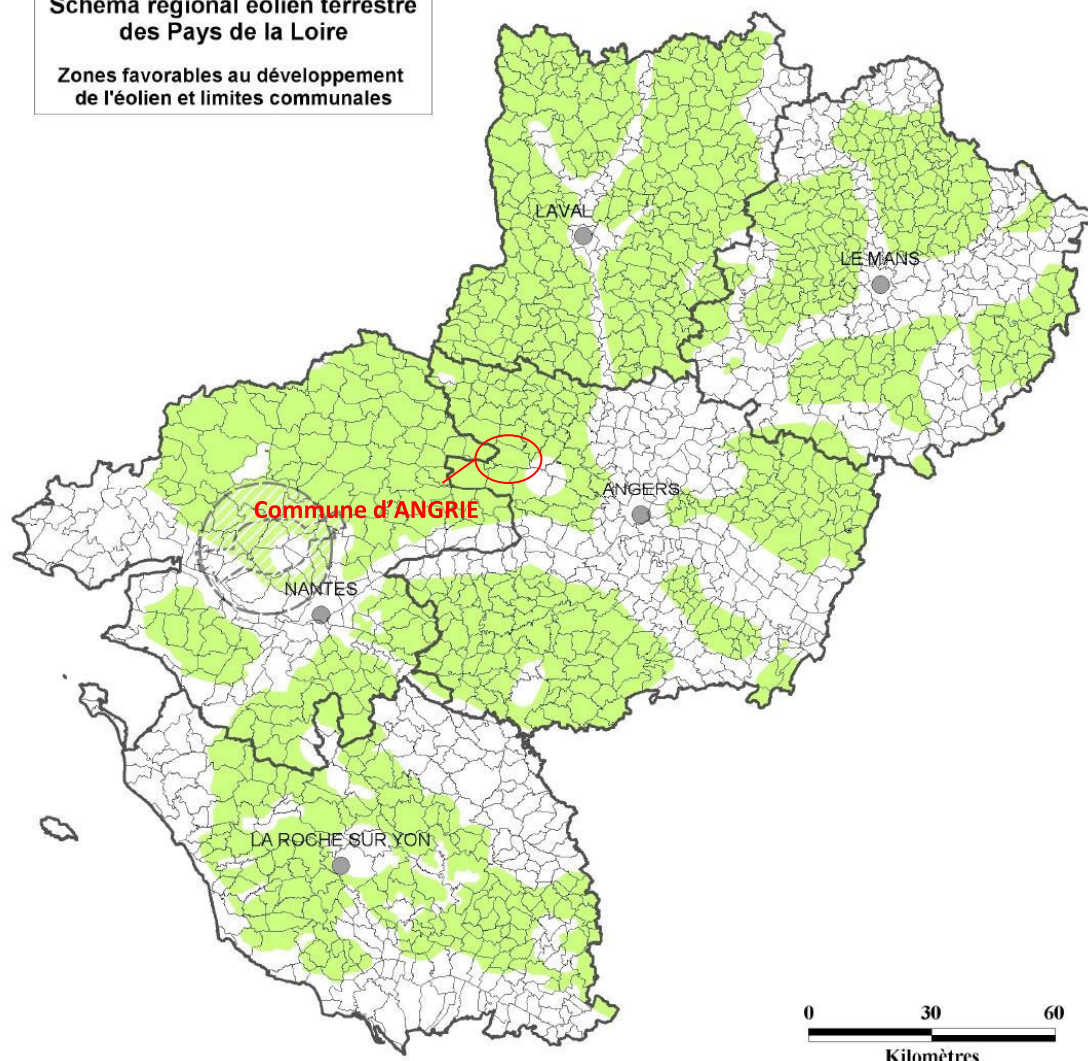 Schéma régional éolien terrestre
des Pays de la Loire
Zones favorables au développement
de l'éolien et limites communales
LAVAL
LE MANS
Commune d'ANGRIE
ANGERS
NANTES
LA ROCHE SUR YON
0 30 60
Kilomètres